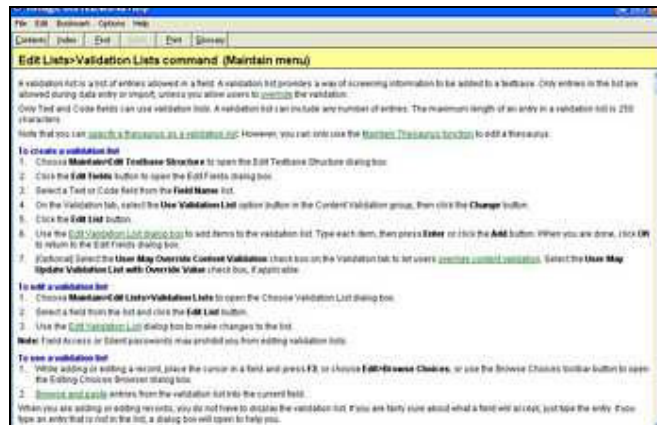 File Edit Bookmark Options Help
Contents Index Find Print Glossary
Edit Lists>Validation Lists command (Maintain menu)
A validation list is a list of entries allowed in a field. A validation list provides a way of screening information to be added to a textbase. Only entries in the list are
allowed during data entry or import, unless you allow users to override the validation.
Only Text and Code fields can use validation lists. A validation list can include any number of entries. The maximum length of an entry in a validation list is 250
characters.
Note that you can specify a thesaurus as a validation list. However, you can only use the Maintain Thesaurus function to edit a thesaurus.
To create a validation list
1. Choose Maintain>Edit Textbase Structure to open the Edit Textbase Structure dialog box.
2. Click the Edit Fields button to open the Edit Fields dialog box.
3. Select a Text or Code field from the Field Name list.
4. On the Validation tab, select the Use Validation List option button in the Content Validation group, then click the Change button.
5. Click the Edit List button.
6. Use the Edit Validation List dialog box to add items to the validation list. Type each item, then press Enter or click the Add button. When you are done, click OK
to return to the Edit Fields dialog box.
7. [Optional] Select the User May Override Content Validation check box on the Validation tab to let users override content validation. Select the User May
Update Validation List with Override Value check box, if applicable.
To edit a validation list
1. Choose Maintain>Edit Lists>Validation Lists to open the Choose Validation List dialog box.
2. Select a field from the list and click the Edit List button.
3. Use the Edit Validation List dialog box to make changes to the list.
Note: Field Access or Silent passwords may prohibit you from editing validation lists.
To use a validation list
1. While adding or editing a record, place the cursor in a field and press F3, or choose Edit>Browse Choices, or use the Browse Choices toolbar button to open
the Editing Choices Browser dialog box.
2. Browse and paste entries from the validation list into the current field.
When you are adding or editing records, you do not have to display the validation list. If you are fairly sure about what a field will accept, just type the entry. If you
type an entry that is not in the list, a dialog box will open to help you.